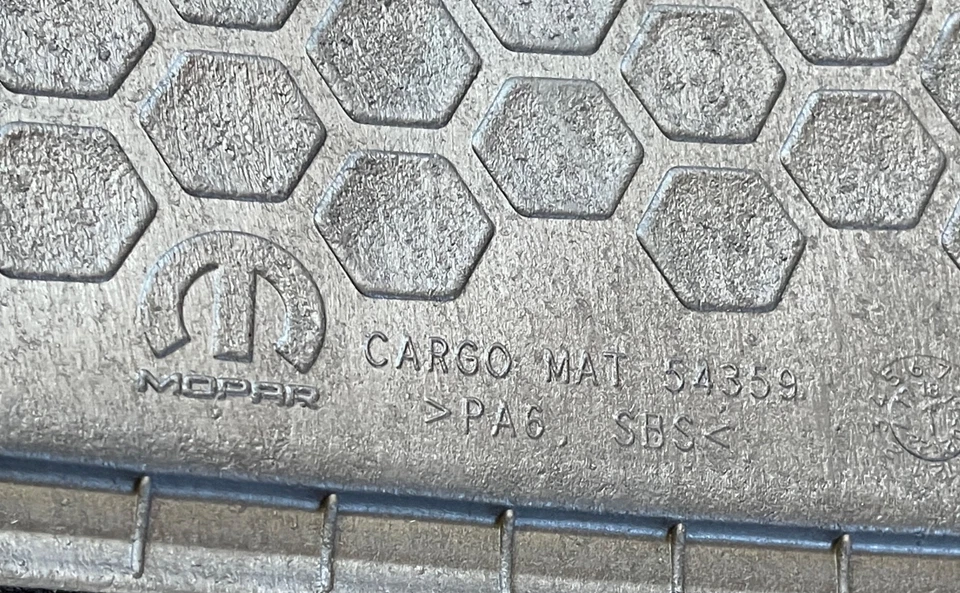 MOPAR
CARGO MAT 54359
>PA6, SBS<